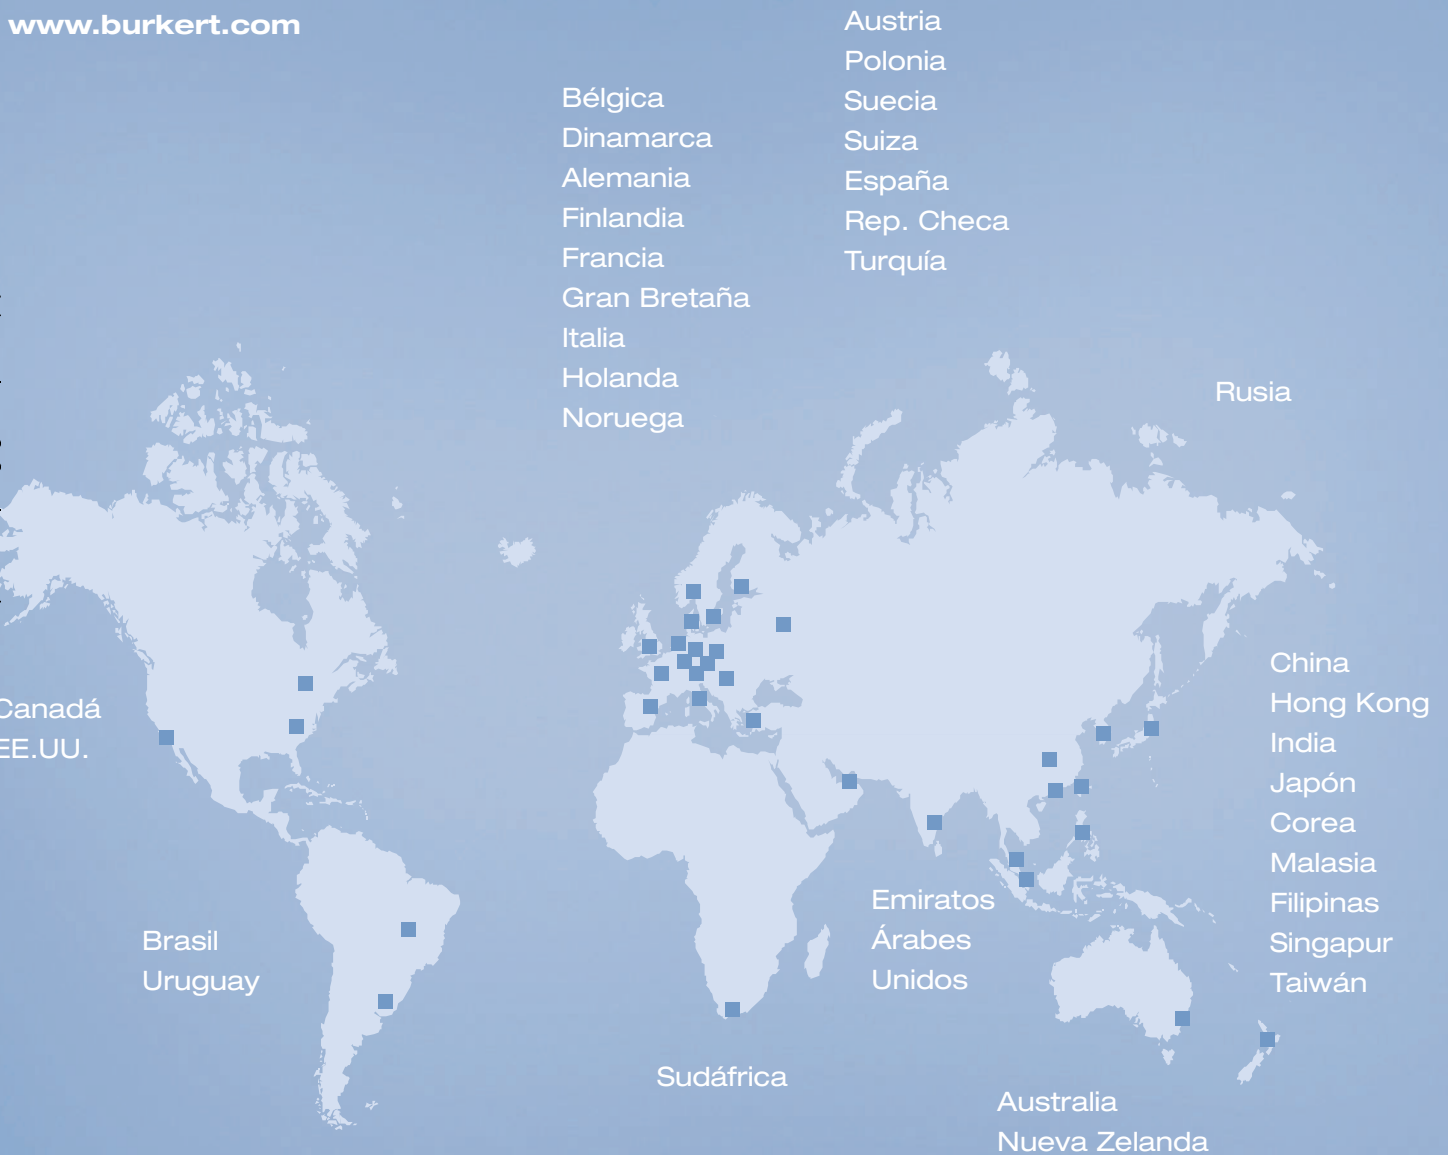 www.burkert.com
Bélgica
Dinamarca
Alemania
Finlandia
Francia
Gran Bretaña
Italia
Holanda
Noruega
Austria
Polonia
Suecia
Suiza
España
Rep. Checa
Turquía
Rusia
Canadá
EE.UU.
China
Hong Kong
India
Japón
Corea
Malasia
Filipinas
Singapur
Taiwán
Brasil
Uruguay
Emiratos
Árabes
Unidos
Sudáfrica
Australia
Nueva Zelanda